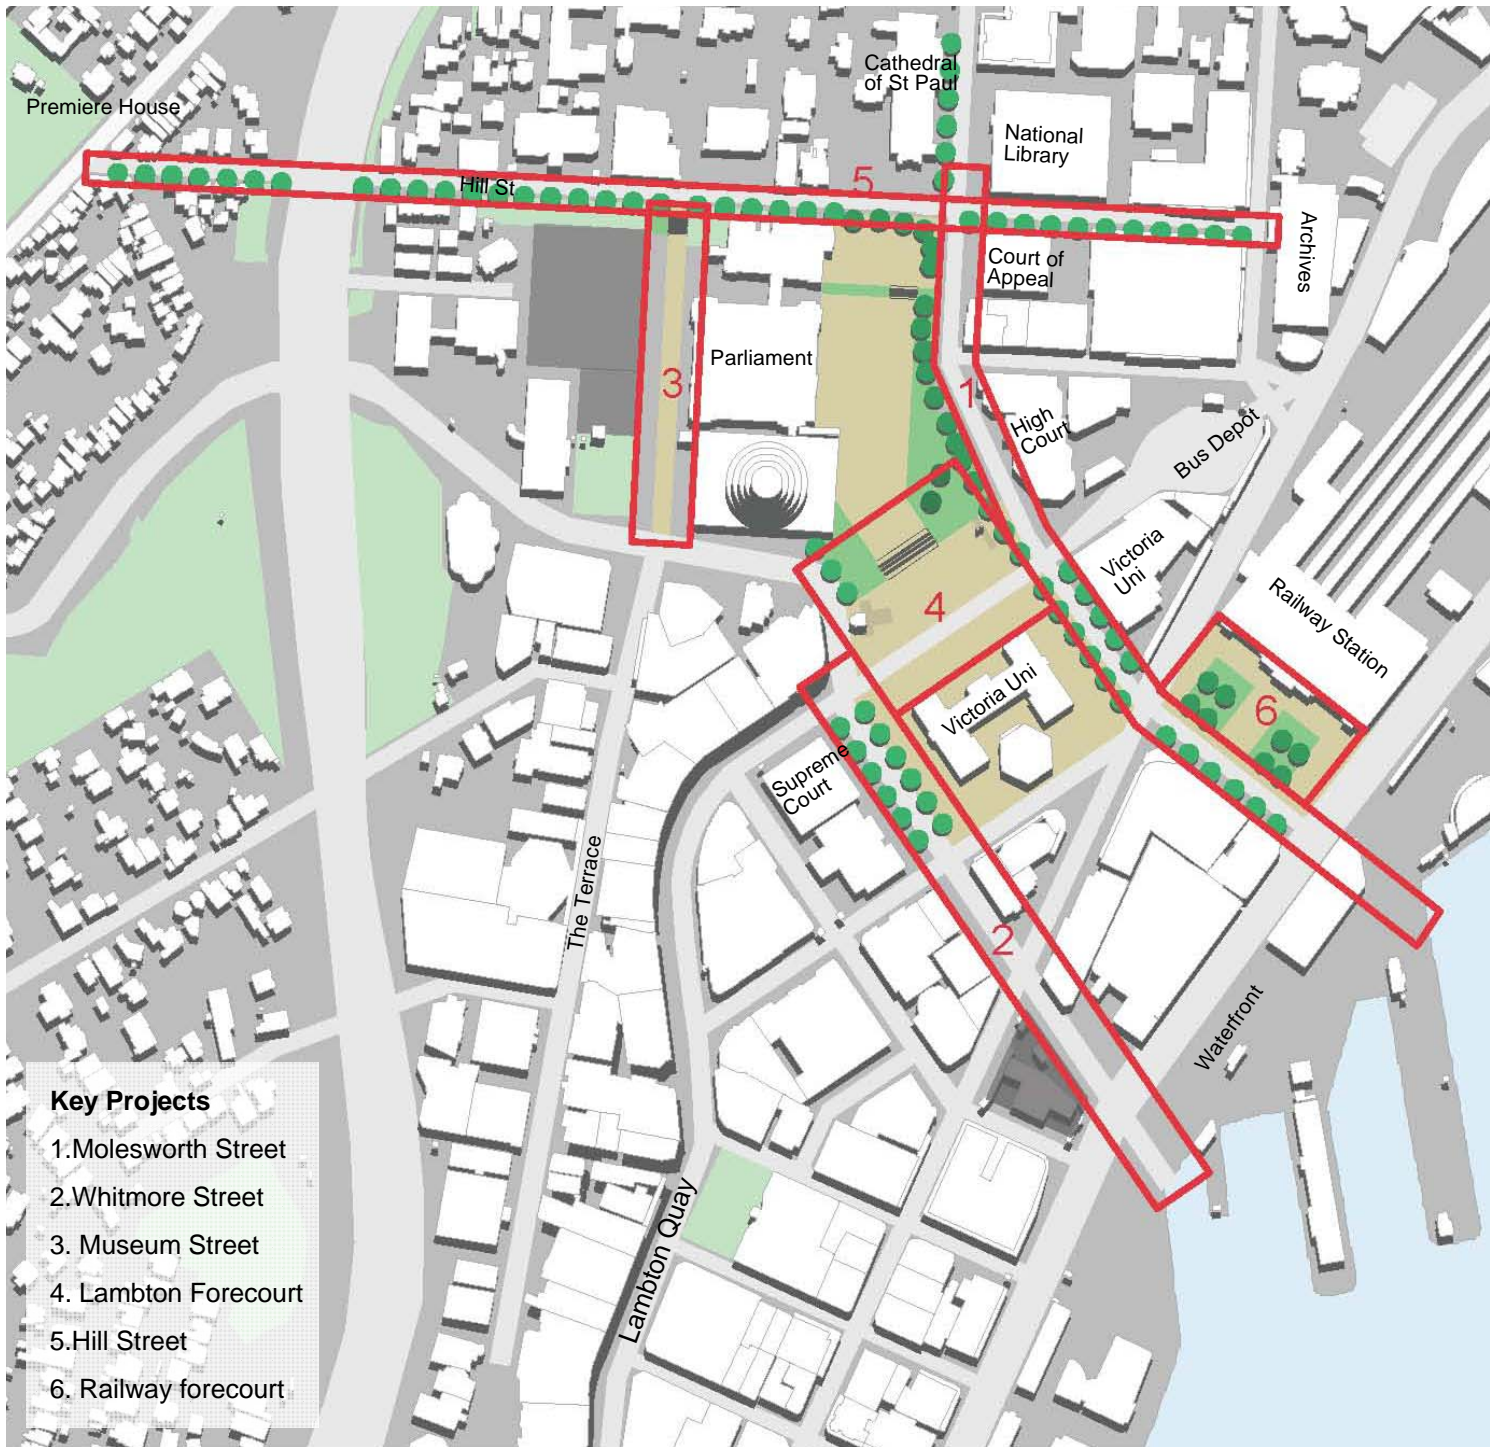 Cathedral
of St Paul
Premiere House
National
Library
5
Hill St
Archives
Court of
Appeal
Parliament
3
1
High
Court
Bus Depot
Victoria
Uni
Railway Station
4
6
Victoria Uni
Supreme
Court
The Terrace
2
Waterfront
Lambton Quay
Key Projects
1.Molesworth Street
2.Whitmore Street
3. Museum Street
4. Lambton Forecourt
5.Hill Street
6. Railway forecourt